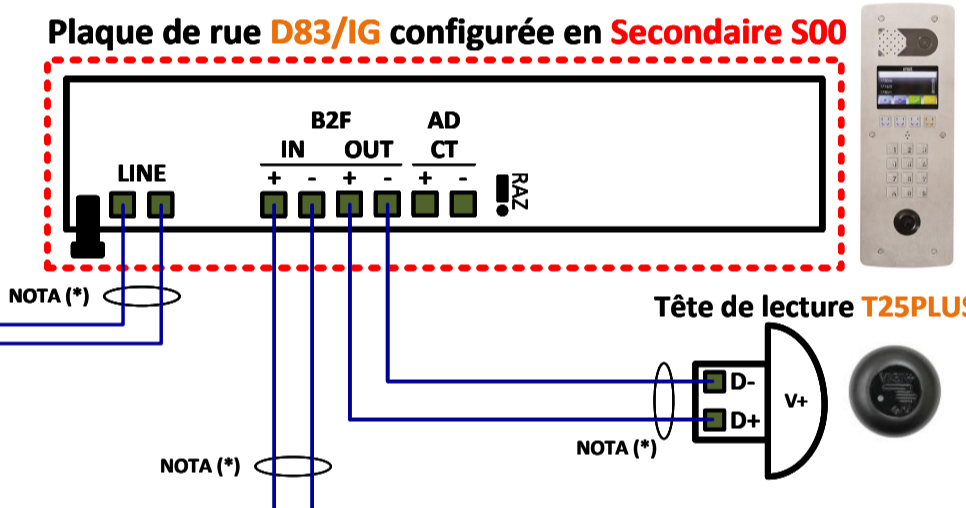 Plaque de rue D83/IG configurée en Secondaire S00
B2F AD
IN OUT CT
LINE + - + - + -
RAZ
NOTA (*)
Tête de lecture T25PLUS
D-
V+
D+
NOTA (*)
NOTA (*)